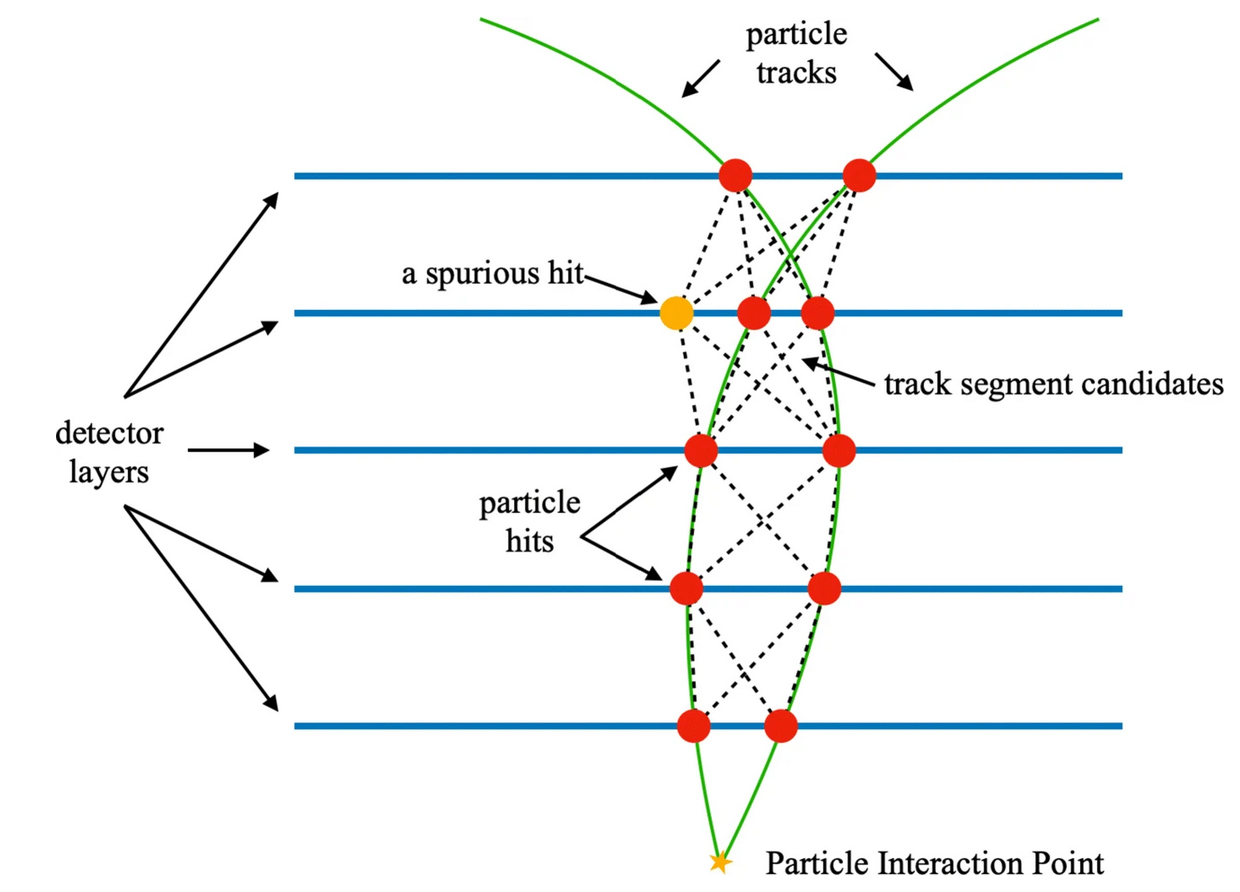 particle
tracks
a spurious hit
track segment candidates
detector
layers
particle
hits
Particle Interaction Point